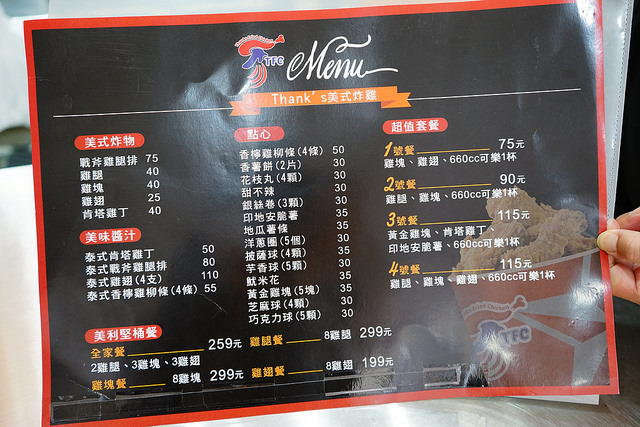 TFC
Menu
Thank's美式炸雞
美式炸物
戰斧雞腿排 75
雞腿 40
雞塊 40
雞翅 25
肯塔雞丁 40
美味醬汁
泰式肯塔雞丁 50
泰式戰斧雞腿排 80
泰式雞翅(4支) 110
泰式香檸雞柳條(4條) 55
點心
香檸雞柳條(4條) 50
香薯餅(2片) 30
花枝丸(4顆) 30
甜不辣 30
銀絲卷(3顆) 30
印地安脆薯 35
地瓜薯條 35
洋蔥圈(5個) 30
披薩球(4顆) 35
芋香球(5顆) 30
魷米花 35
黃金雞塊(5塊) 35
芝麻球(4顆) 30
巧克力球(5顆) 30
超值套餐
1號餐 75元
雞塊、雞翅、660cc可樂1杯
2號餐 90元
雞腿、雞塊、660cc可樂1杯
3號餐 115元
黃金雞塊、肯塔雞丁、
印地安脆薯、660cc可樂1杯
4號餐 115元
雞腿、雞塊、雞翅、660cc可樂1杯
美利堅桶餐
全家餐 259元
2雞腿、3雞塊、3雞翅
雞塊餐 8雞塊 299元
雞腿餐 8雞腿 299元
雞翅餐 8雞翅 199元
TFC